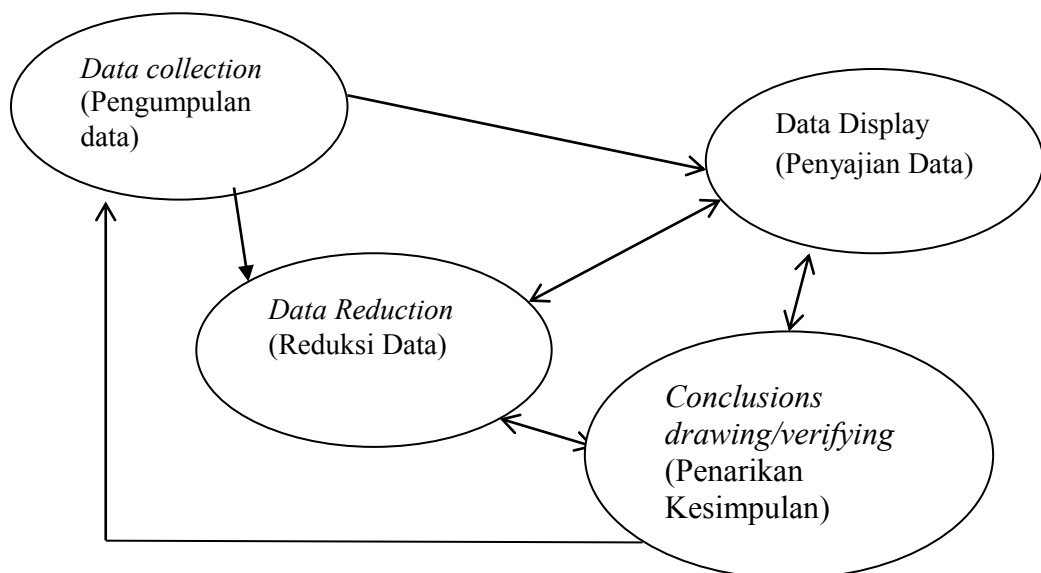 Data collection
(Pengumpulan
data)
Data Display
(Penyajian Data)
Data Reduction
(Reduksi Data)
Conclusions
drawing/verifying
(Penarikan
Kesimpulan)